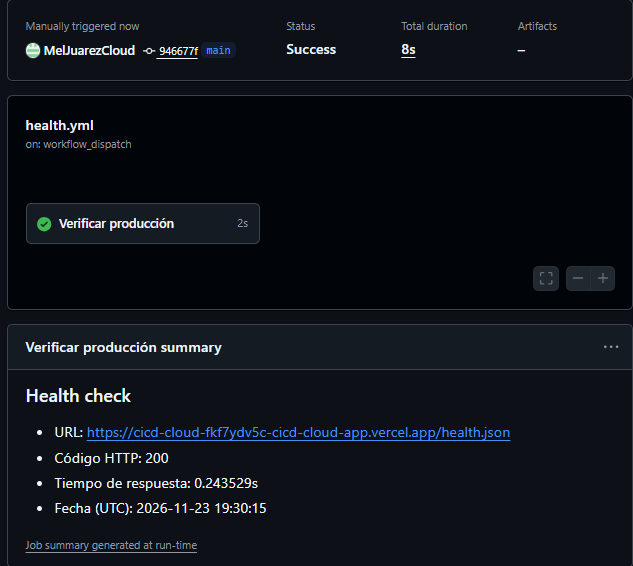 Manually triggered now
Status
Total duration
Artifacts
MelJuarezCloud
946677f
main
Success
8s
–
health.yml
on: workflow_dispatch
Verificar producción
2s
Verificar producción summary
Health check
URL: https://cicd-cloud-fkf7ydv5c-cicd-cloud-app.vercel.app/health.json
Código HTTP: 200
Tiempo de respuesta: 0.243529s
Fecha (UTC): 2026-11-23 19:30:15
Job summary generated at run-time